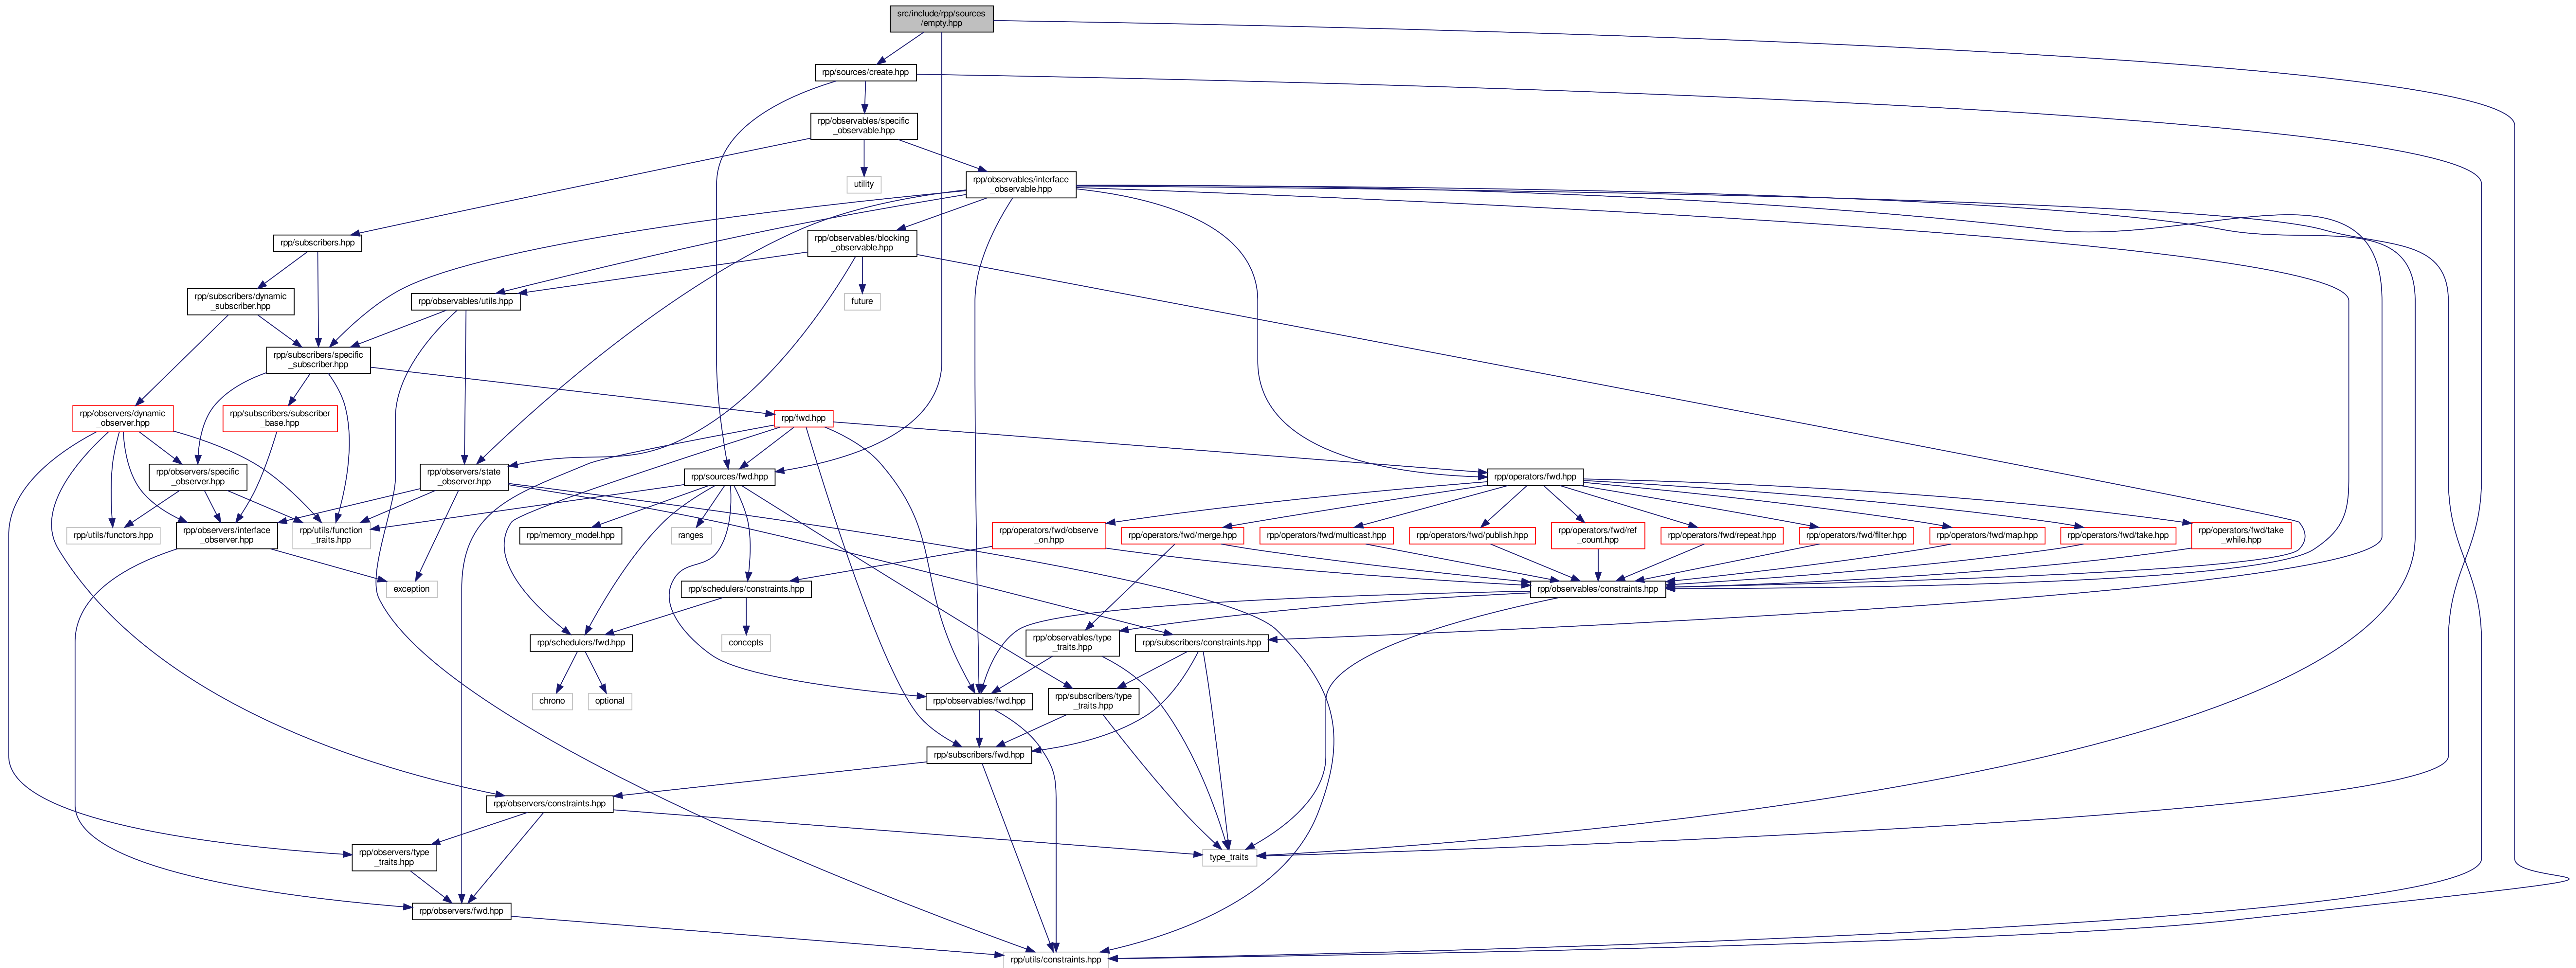 src/include/rpp/sources
/empty.hpp
rpp/sources/create.hpp
rpp/observables/specific
_observable.hpp
utility
rpp/observables/interface
_observable.hpp
rpp/subscribers.hpp
rpp/observables/blocking
_observable.hpp
rpp/subscribers/dynamic
_subscriber.hpp
rpp/observables/utils.hpp
future
rpp/subscribers/specific
_subscriber.hpp
rpp/observers/dynamic
_observer.hpp
rpp/subscribers/subscriber
_base.hpp
rpp/fwd.hpp
rpp/observers/specific
_observer.hpp
rpp/observers/state
_observer.hpp
rpp/sources/fwd.hpp
rpp/operators/fwd.hpp
rpp/utils/functors.hpp
rpp/observers/interface
_observer.hpp
rpp/utils/function
_traits.hpp
rpp/memory_model.hpp
ranges
rpp/operators/fwd/observe
_on.hpp
rpp/operators/fwd/merge.hpp
rpp/operators/fwd/multicast.hpp
rpp/operators/fwd/publish.hpp
rpp/operators/fwd/ref
_count.hpp
rpp/operators/fwd/repeat.hpp
rpp/operators/fwd/filter.hpp
rpp/operators/fwd/map.hpp
rpp/operators/fwd/take.hpp
rpp/operators/fwd/take
_while.hpp
exception
rpp/schedulers/constraints.hpp
rpp/observables/constraints.hpp
rpp/schedulers/fwd.hpp
concepts
rpp/observables/type
_traits.hpp
rpp/subscribers/constraints.hpp
chrono
optional
rpp/observables/fwd.hpp
rpp/subscribers/type
_traits.hpp
rpp/subscribers/fwd.hpp
rpp/observers/constraints.hpp
rpp/observers/type
_traits.hpp
type_traits
rpp/observers/fwd.hpp
rpp/utils/constraints.hpp